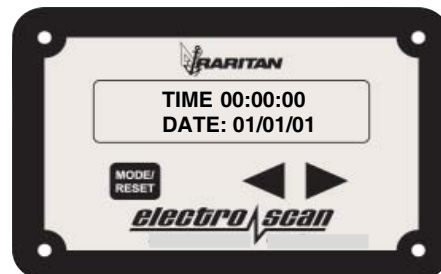 RARITAN
TIME 00:00:00
DATE: 01/01/01
MODE/
RESET
electro scan